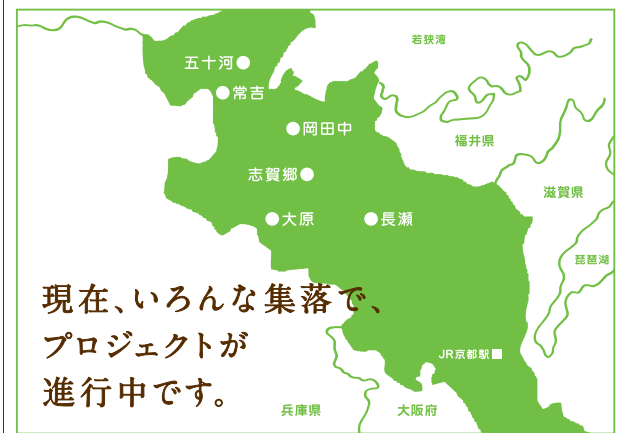 若狭湾
五十河
常吉
岡田中
福井県
志賀郷
滋賀県
大原
長瀬
琵琶湖
現在、いろんな集落で、
プロジェクトが
進行中です。
JR京都駅
兵庫県
大阪府